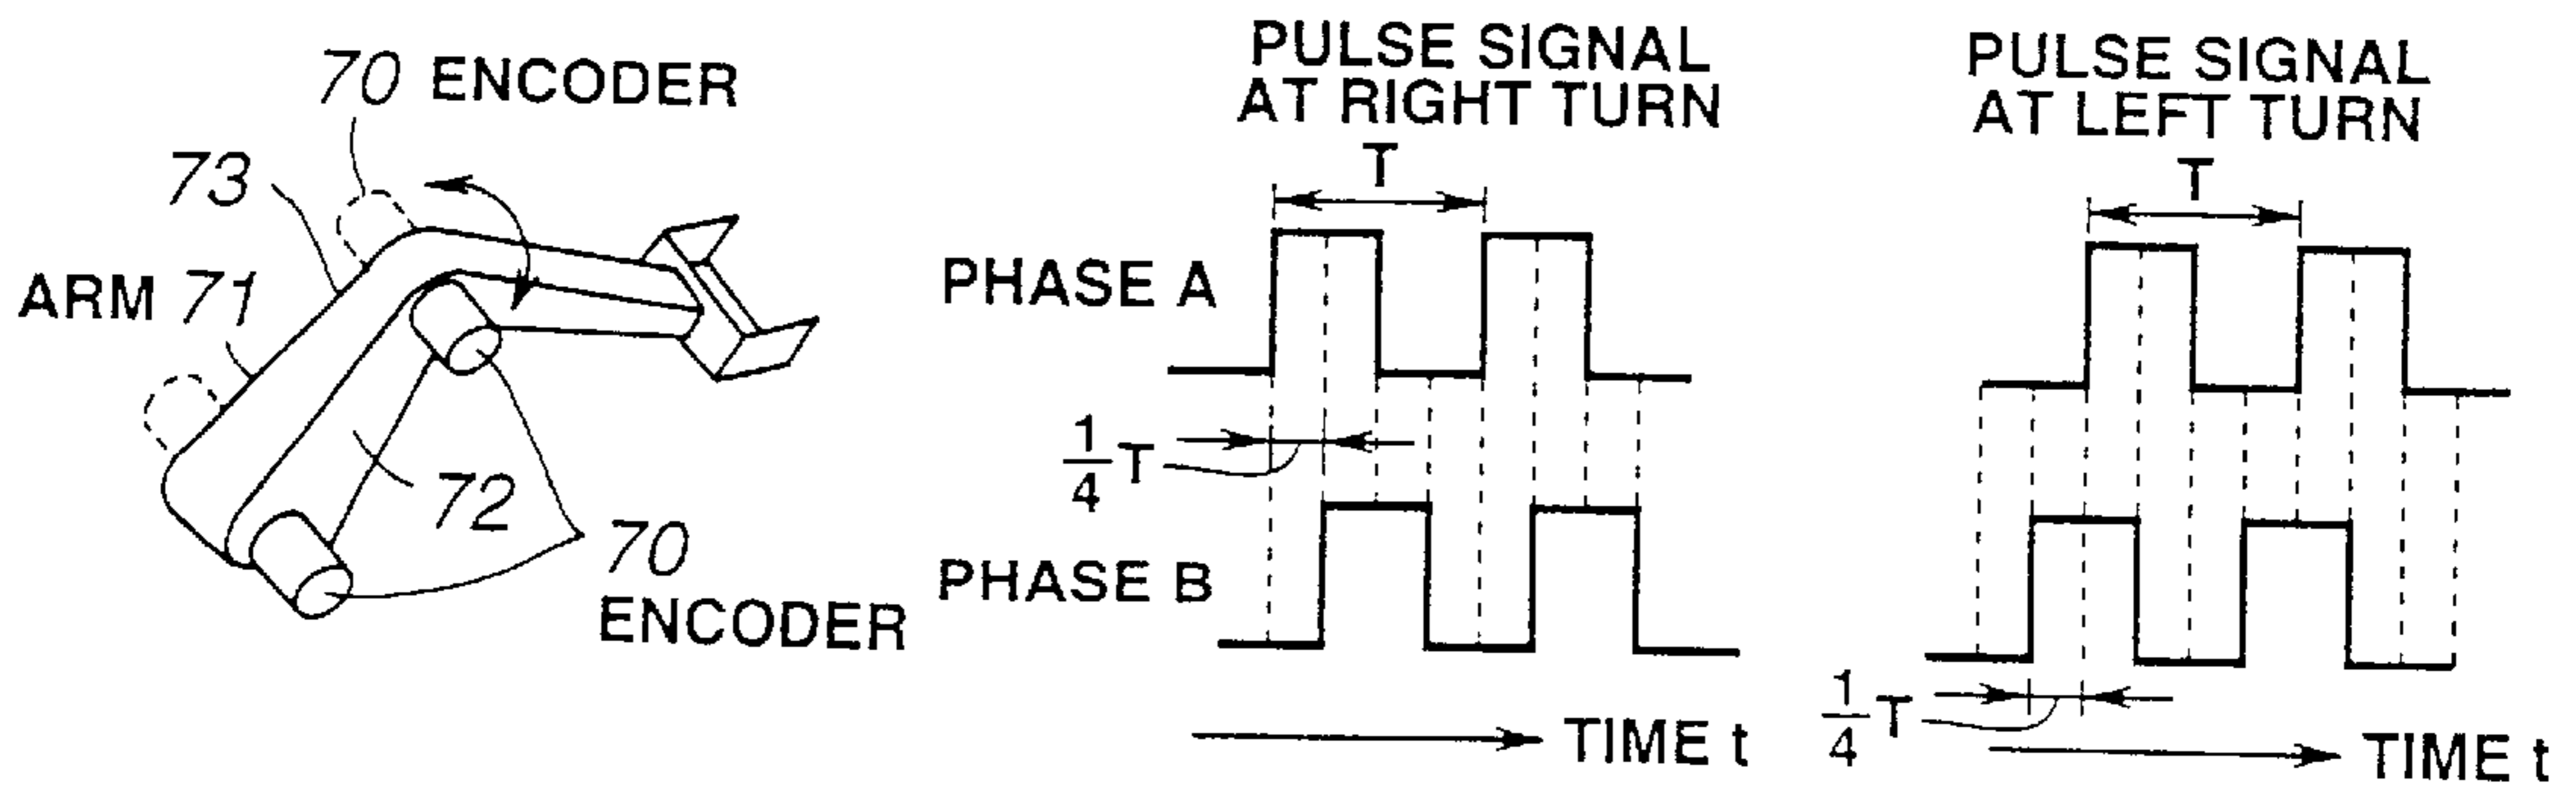 70 ENCODER
73
ARM 71
72
70
ENCODER
PULSE SIGNAL
AT RIGHT TURN
T
PHASE A
1/4 T
PHASE B
TIME t
PULSE SIGNAL
AT LEFT TURN
T
1/4 T
TIME t